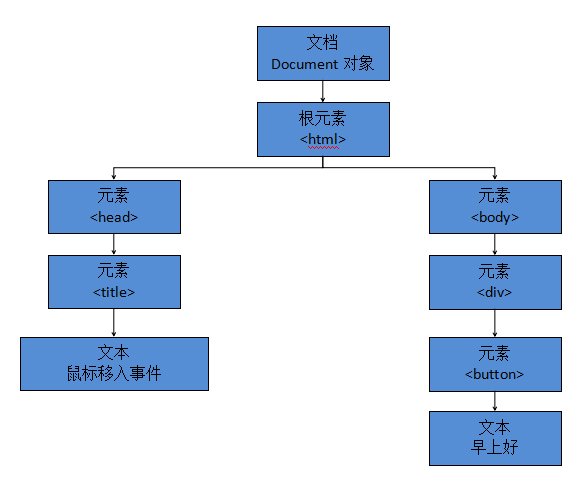 文档
Document 对象
根元素
<html>
元素
<head>
元素
<body>
元素
<title>
元素
<div>
文本
鼠标移入事件
元素
<button>
文本
早上好